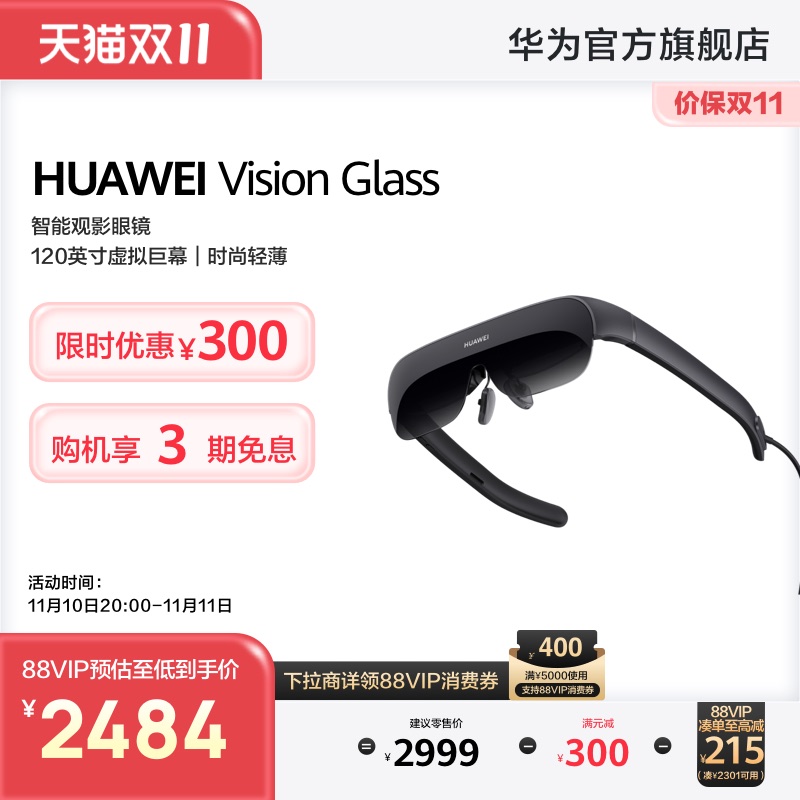 天猫双11
华为官方旗舰店
价保双11
HUAWEI Vision Glass
智能观影眼镜
120英寸虚拟巨幕｜时尚轻薄
限时优惠¥300
购机享 3 期免息
HUAWEI
活动时间：
11月10日20:00-11月11日
88VIP预估至低到手价
¥2484
下拉商详领88VIP消费券
¥400
满¥5000使用
支持88VIP消费券
= 建议零售价
¥2999
- 满元减
¥300
- 88VIP
凑单至高减
¥215
（凑¥2301可用）